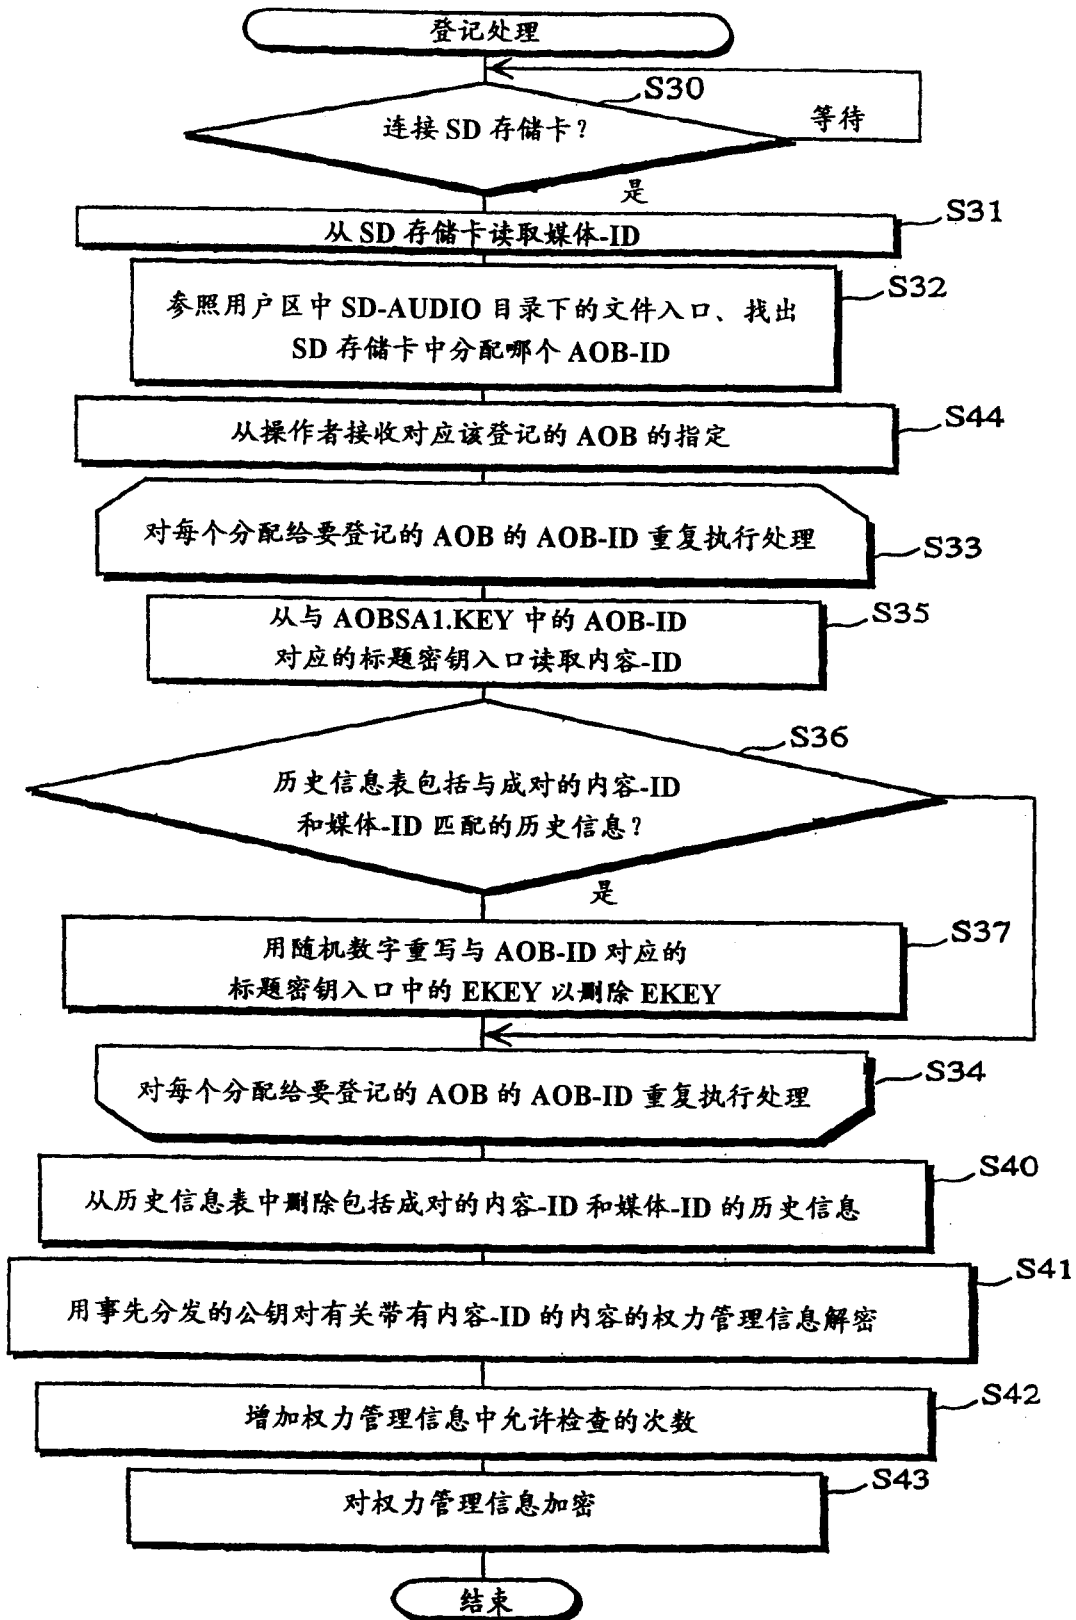 登记处理
S30
连接 SD 存储卡？
等待
是
S31
从 SD 存储卡读取媒体-ID
S32
参照用户区中 SD-AUDIO 目录下的文件入口、找出
SD 存储卡中分配哪个 AOB-ID
S44
从操作者接收对应该登记的 AOB 的指定
对每个分配给要登记的 AOB 的 AOB-ID 重复执行处理
S33
从与 AOBSA1.KEY 中的 AOB-ID
S35
对应的标题密钥入口读取内容-ID
S36
历史信息表包括与成对的内容-ID
和媒体-ID 匹配的历史信息？
是
S37
用随机数字重写与 AOB-ID 对应的
标题密钥入口中的 EKEY 以删除 EKEY
S34
对每个分配给要登记的 AOB 的 AOB-ID 重复执行处理
S40
从历史信息表中删除包括成对的内容-ID 和媒体-ID 的历史信息
S41
用事先分发的公钥对有关带有内容-ID 的内容的权力管理信息解密
S42
增加权力管理信息中允许检查的次数
S43
对权力管理信息加密
结束